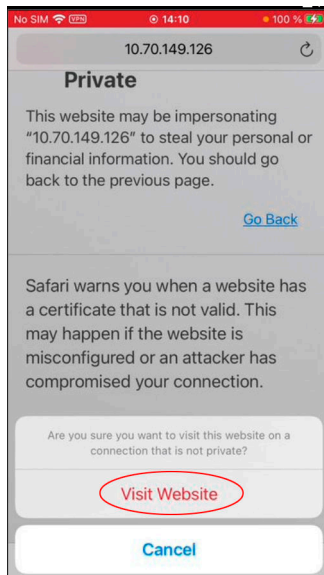 No SIM VPN 14:10 100 %
10.70.149.126
Private
This website may be impersonating
“10.70.149.126” to steal your personal or
financial information. You should go
back to the previous page.
Go Back
Safari warns you when a website has
a certificate that is not valid. This
may happen if the website is
misconfigured or an attacker has
compromised your connection.
Are you sure you want to visit this website on a
connection that is not private?
Visit Website
Cancel